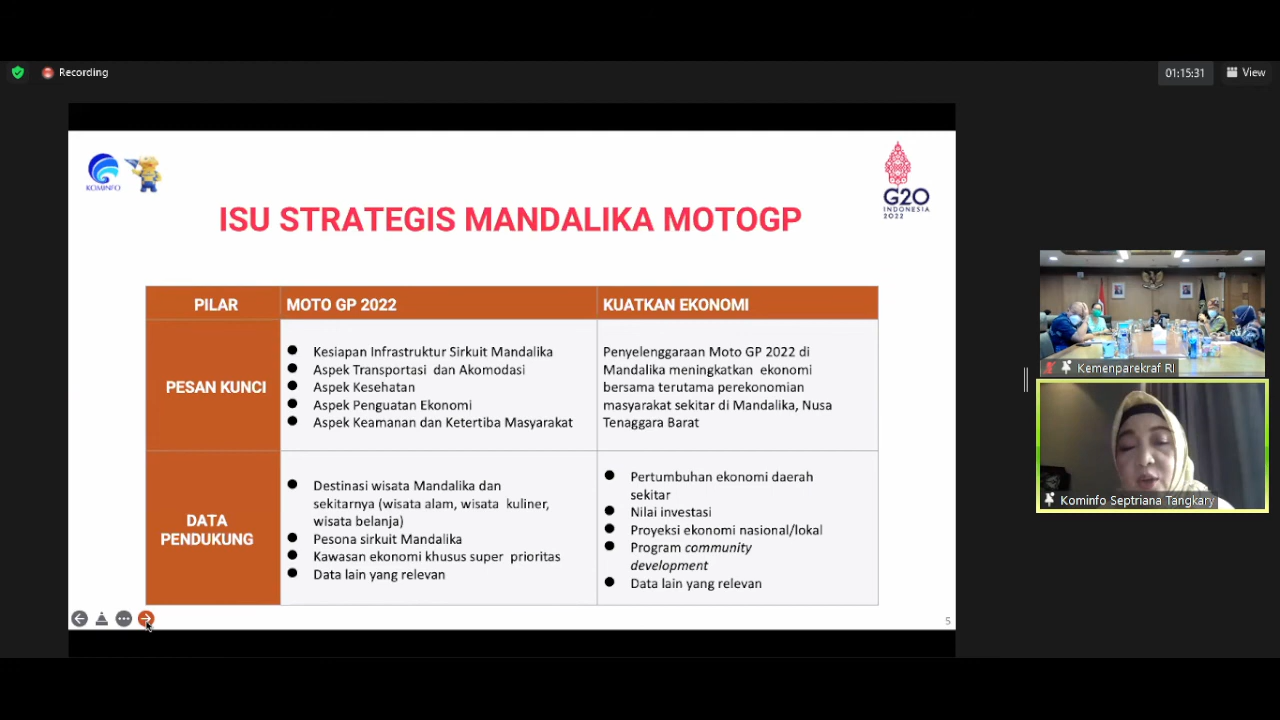 Recording
01:15:31
View
KOMINFO
G20
INDONESIA
2022
ISU STRATEGIS MANDALIKA MOTOGP
PILAR
MOTO GP 2022
KUATKAN EKONOMI
PESAN KUNCI
Kesiapan Infrastruktur Sirkuit Mandalika
Aspek Transportasi dan Akomodasi
Aspek Kesehatan
Aspek Penguatan Ekonomi
Aspek Keamanan dan Ketertiba Masyarakat
Penyelenggaraan Moto GP 2022 di
Mandalika meningkatkan ekonomi
bersama terutama perekonomian
masyarakat sekitar di Mandalika, Nusa
Tenaggara Barat
DATA
PENDUKUNG
Destinasi wisata Mandalika dan
sekitarnya (wisata alam, wisata kuliner,
wisata belanja)
Pesona sirkuit Mandalika
Kawasan ekonomi khusus super prioritas
Data lain yang relevan
Pertumbuhan ekonomi daerah
sekitar
Nilai investasi
Proyeksi ekonomi nasional/lokal
Program community
development
Data lain yang relevan
5
Kemenparekraf RI
Kominfo Septriana Tangkary